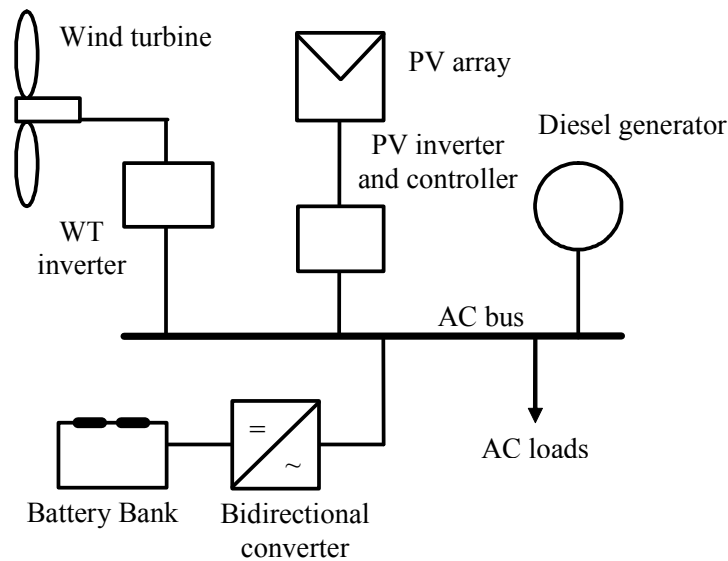 Wind turbine
PV array
Diesel generator
PV inverter
and controller
WT
inverter
AC bus
=
~
AC loads
Battery Bank
Bidirectional
converter